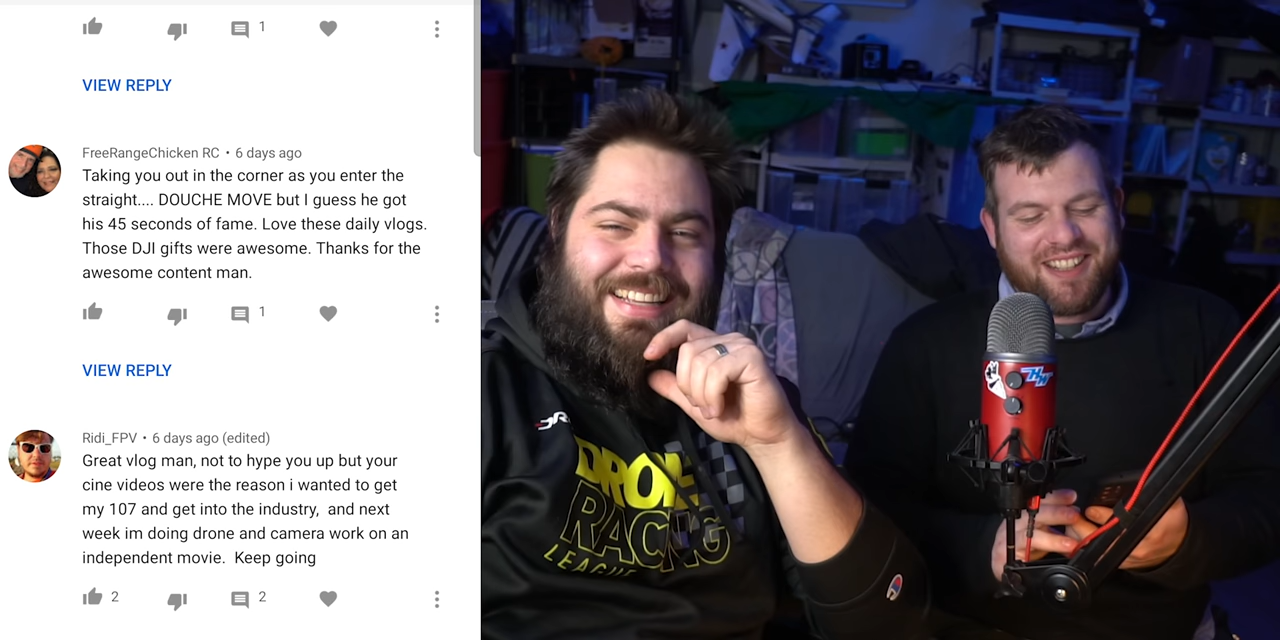 1
VIEW REPLY
FreeRangeChicken RC • 6 days ago
Taking you out in the corner as you enter the
straight.... DOUCHE MOVE but I guess he got
his 45 seconds of fame. Love these daily vlogs.
Those DJI gifts were awesome. Thanks for the
awesome content man.
1
VIEW REPLY
Ridi_FPV • 6 days ago (edited)
Great vlog man, not to hype you up but your
cine videos were the reason i wanted to get
my 107 and get into the industry,  and next
week im doing drone and camera work on an
independent movie.  Keep going
2
2
DRONE
RACING
LEAGUE